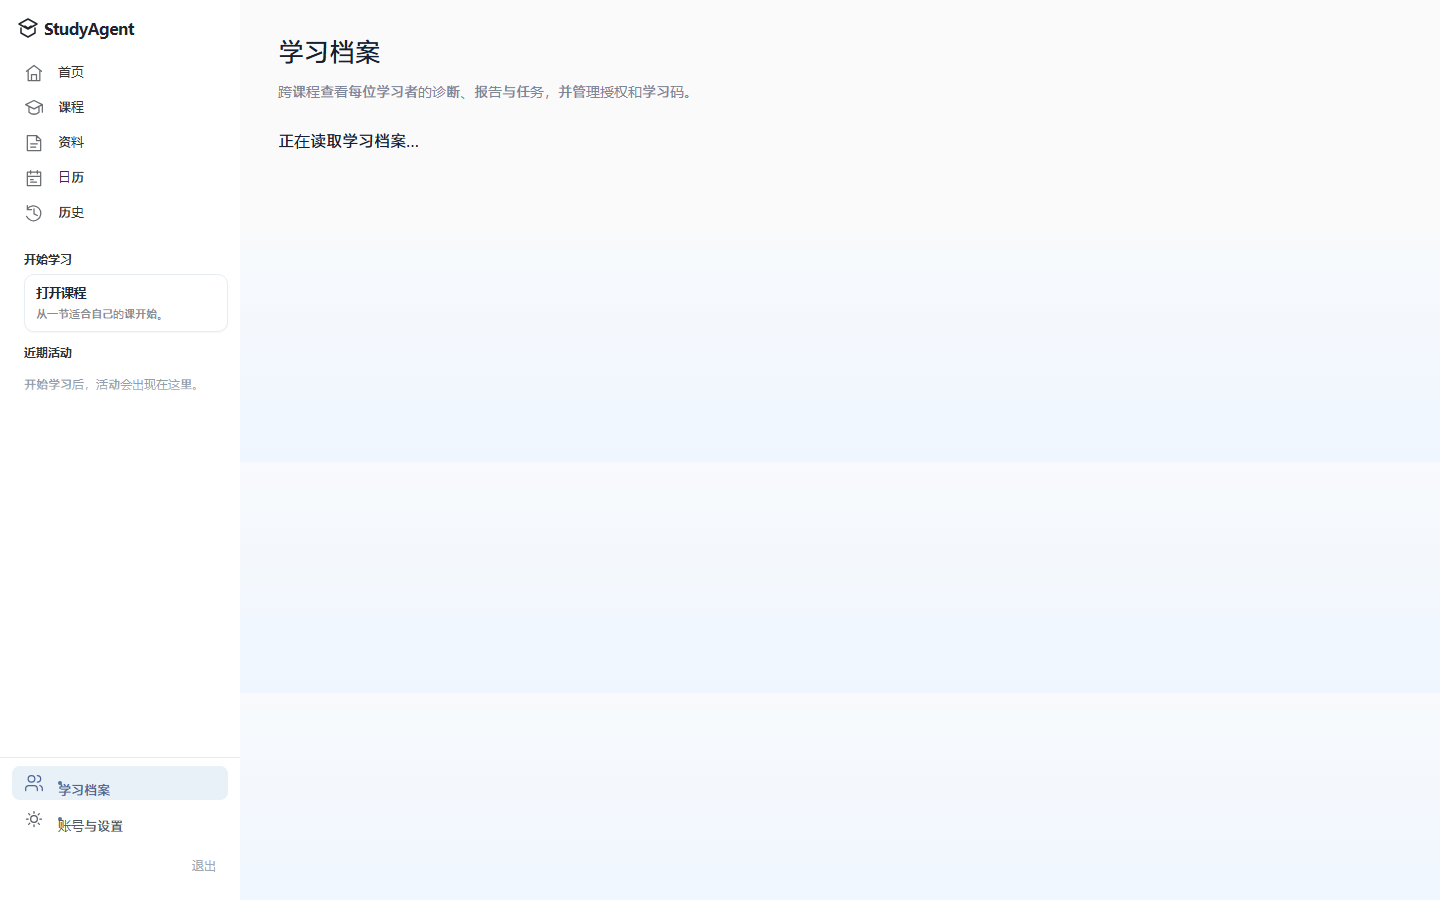 StudyAgent
首页
课程
资料
日历
历史
开始学习
打开课程
从一节适合自己的课开始。
近期活动
开始学习后，活动会出现在这里。
学习档案
账号与设置
退出
学习档案
跨课程查看每位学习者的诊断、报告与任务，并管理授权和学习码。
正在读取学习档案...